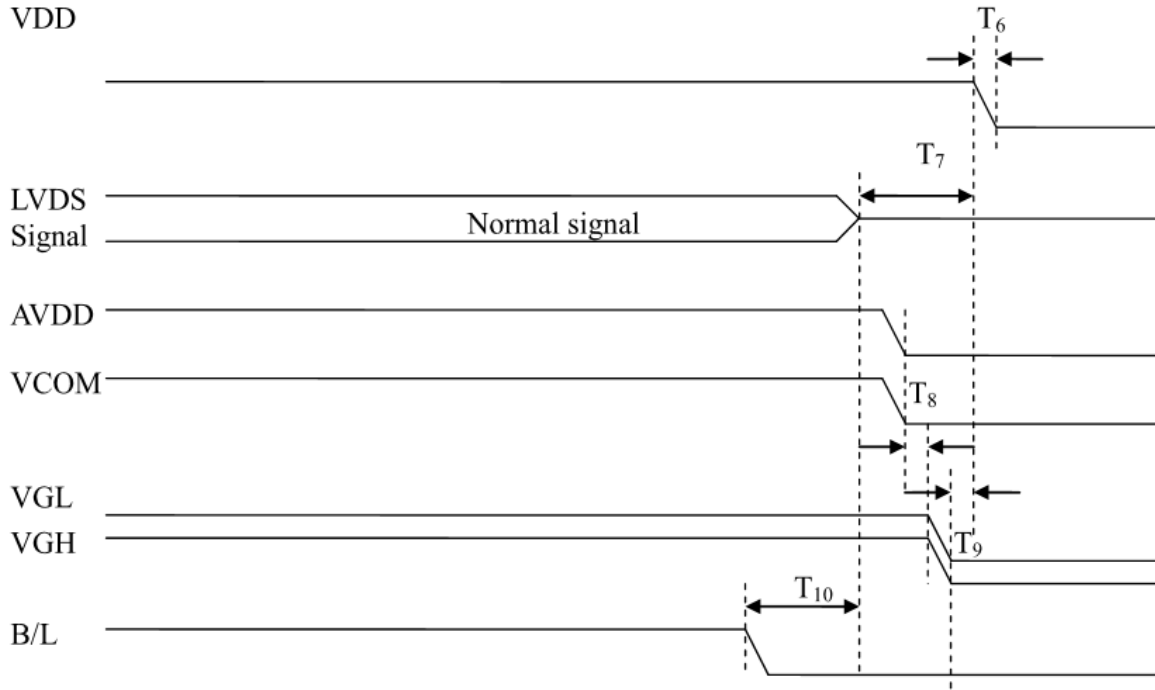 VDD
T₆
T₇
LVDS
Signal
Normal signal
AVDD
VCOM
T₈
VGL
VGH
T₉
T₁₀
B/L